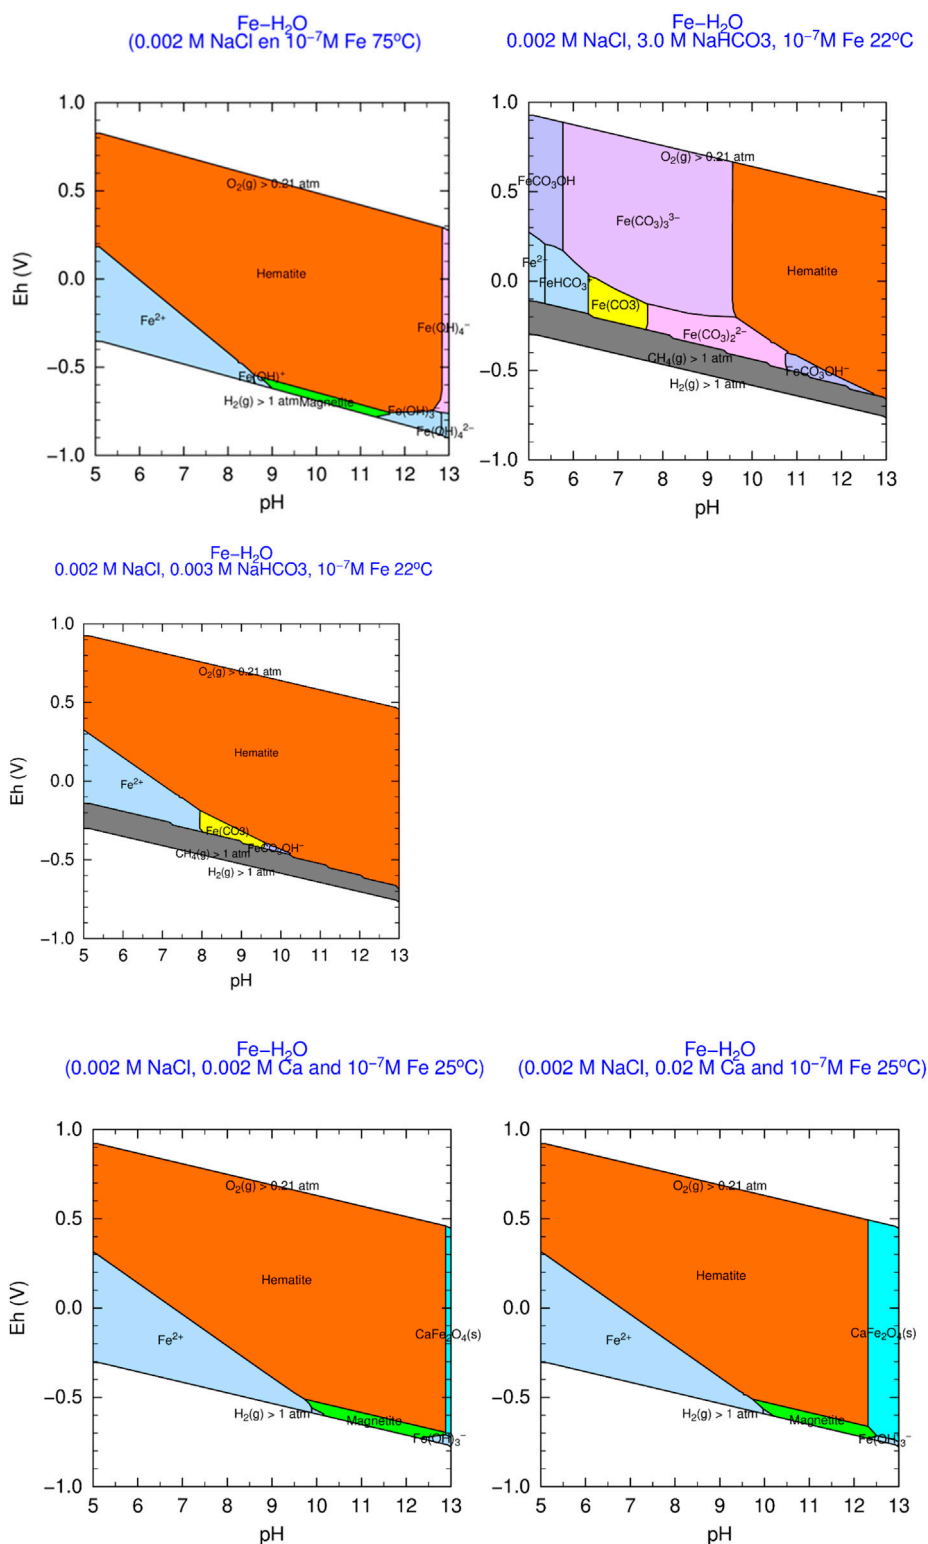 Fe−H₂O
(0.002 M NaCl en 10⁻⁷M Fe 75ºC)
1.0
0.5
0.0
−0.5
−1.0
Eh (V)
O₂(g) > 0.21 atm
Hematite
Fe²⁺
Fe(OH)₄⁻
Fe(OH)⁺
H₂(g) > 1 atm
Magnetite
Fe(OH)₃⁻
Fe(OH)₄²⁻
5 6 7 8 9 10 11 12 13
pH
Fe−H₂O
0.002 M NaCl, 3.0 M NaHCO3, 10⁻⁷M Fe 22ºC
1.0
0.5
0.0
−0.5
−1.0
O₂(g) > 0.21 atm
FeCO₃OH
Fe(CO₃)₃³⁻
Hematite
Fe²⁻
FeHCO₃⁺
Fe(CO3)
Fe(CO₃)₂²⁻
CH₄(g) > 1 atm
FeCO₃OH⁻
H₂(g) > 1 atm
5 6 7 8 9 10 11 12 13
pH
Fe−H₂O
0.002 M NaCl, 0.003 M NaHCO3, 10⁻⁷M Fe 22ºC
1.0
0.5
0.0
−0.5
−1.0
Eh (V)
O₂(g) > 0.21 atm
Hematite
Fe²⁺
Fe(CO3)
FeCO₃OH⁻
CH₄(g) > 1 atm
H₂(g) > 1 atm
5 6 7 8 9 10 11 12 13
pH
Fe−H₂O
(0.002 M NaCl, 0.002 M Ca and 10⁻⁷M Fe 25ºC)
1.0
0.5
0.0
−0.5
−1.0
Eh (V)
O₂(g) > 0.21 atm
Hematite
CaFe₂O₄(s)
Fe²⁺
H₂(g) > 1 atm
Magnetite
Fe(OH)₃⁻
5 6 7 8 9 10 11 12 13
pH
Fe−H₂O
(0.002 M NaCl, 0.02 M Ca and 10⁻⁷M Fe 25ºC)
1.0
0.5
0.0
−0.5
−1.0
O₂(g) > 0.21 atm
Hematite
CaFe₂O₄(s)
Fe²⁺
H₂(g) > 1 atm
Magnetite
Fe(OH)₃⁻
5 6 7 8 9 10 11 12 13
pH